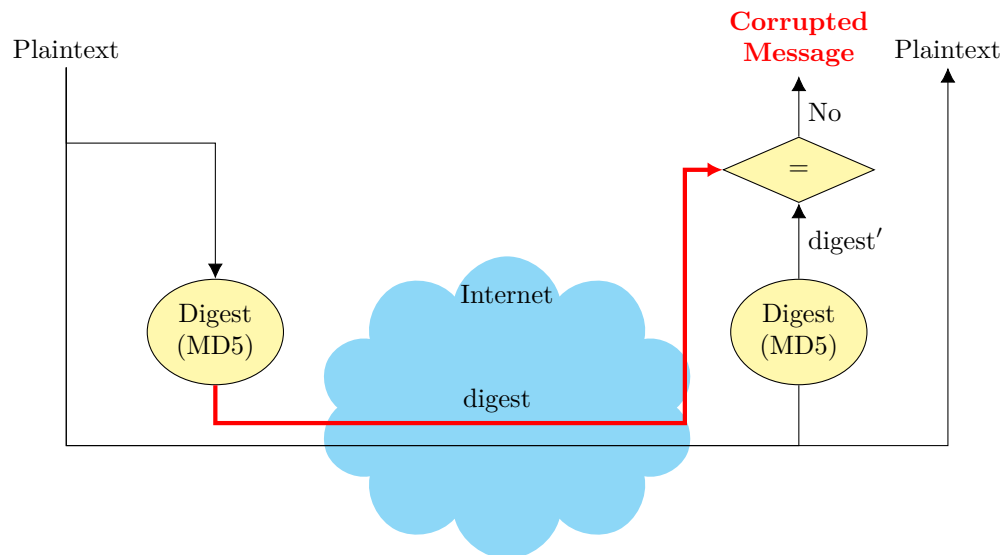 Corrupted
Message
Plaintext
Plaintext
No
=
digest′
Internet
Digest
(MD5)
Digest
(MD5)
digest